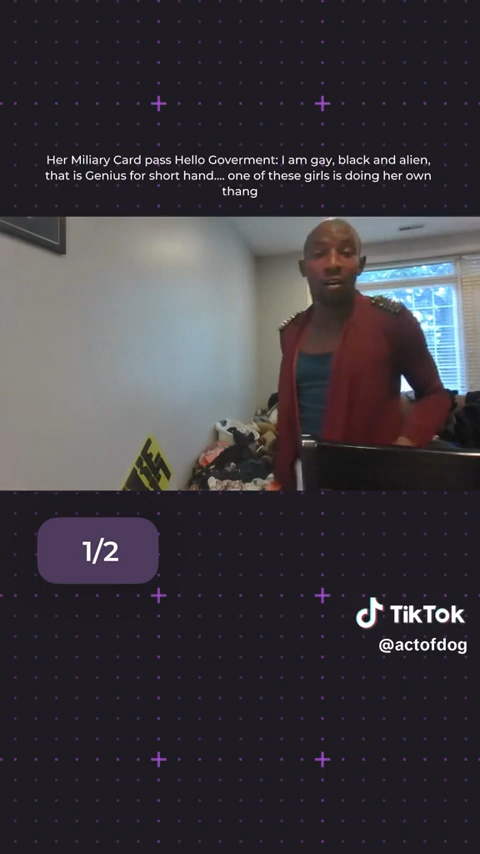 Her Miliary Card pass Hello Goverment: I am gay, black and alien,
that is Genius for short hand.... one of these girls is doing her own
thang
1/2
TikTok
@actofdog